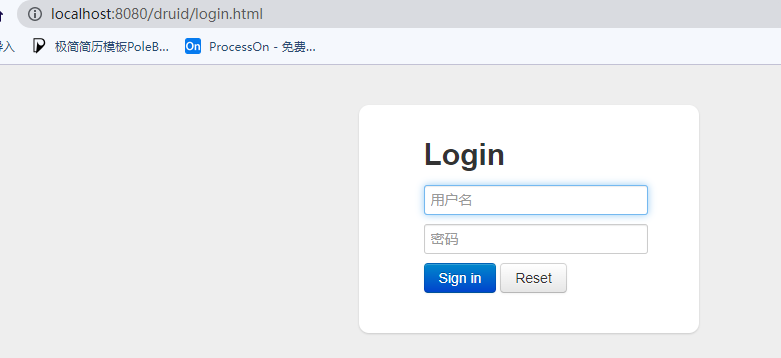 localhost:8080/druid/login.html
导入 极简简历模板PoleB... On ProcessOn - 免费...
Login
用户名
密码
Sign in Reset